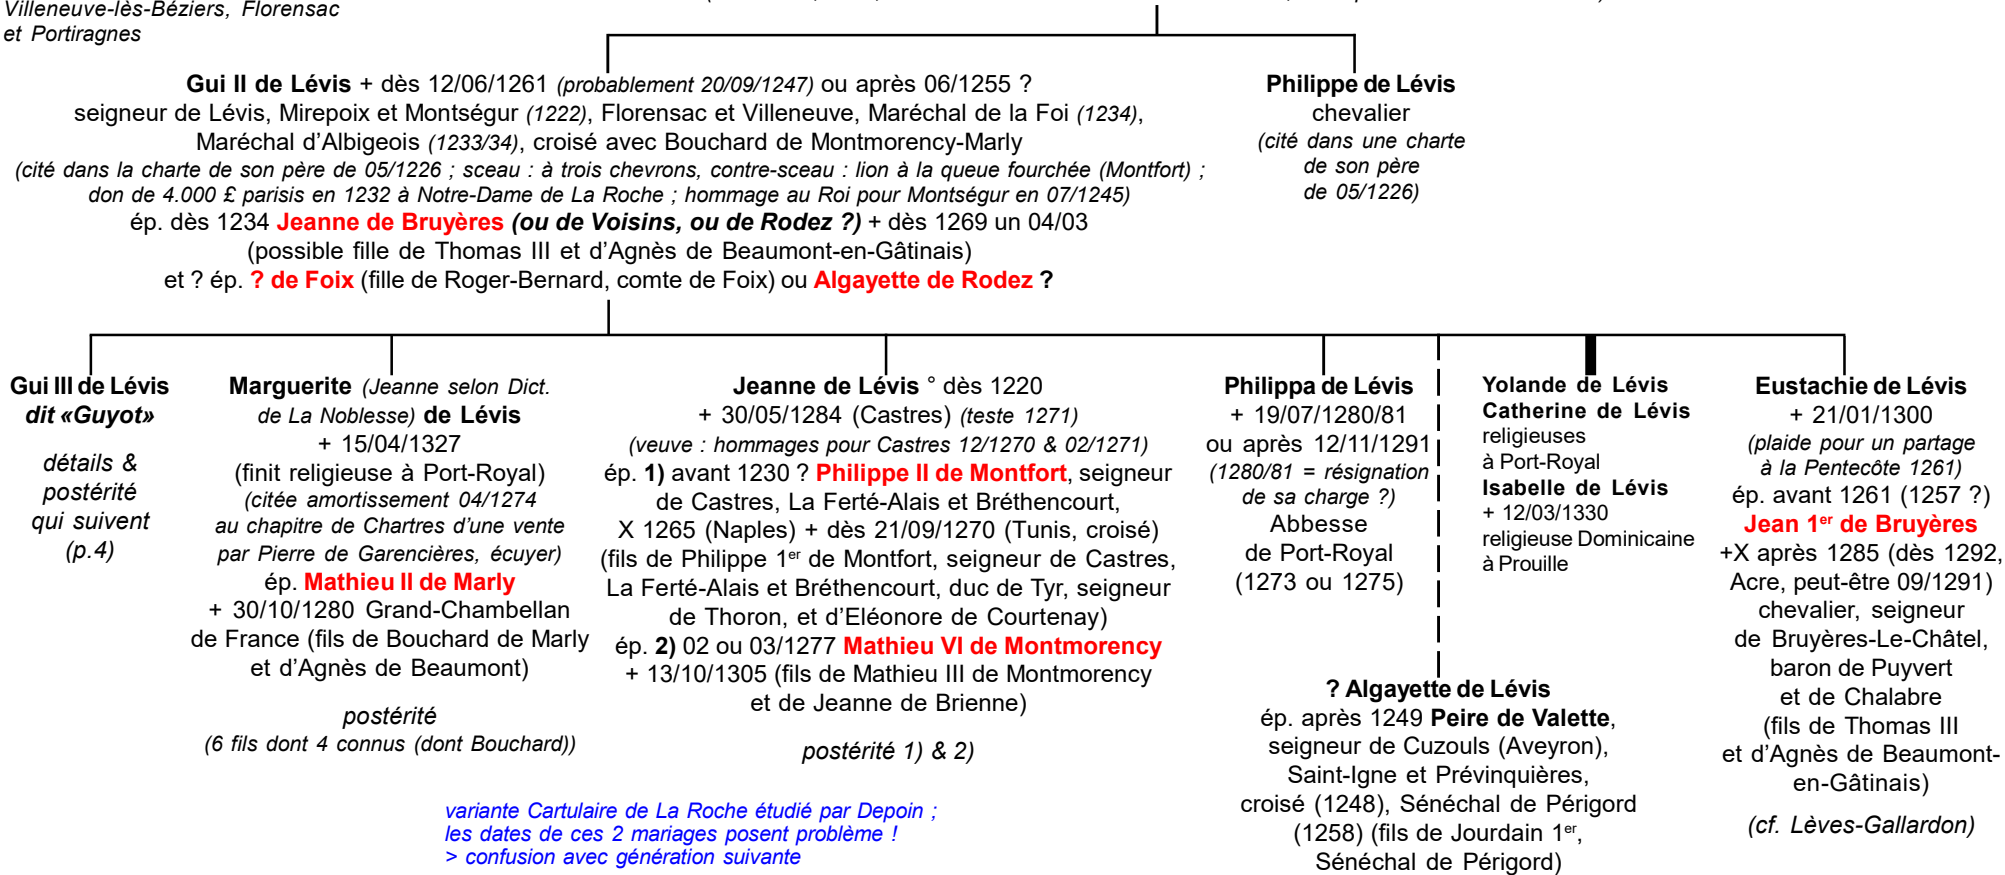 Villeneuve-lès-Béziers, Florensac
et Portiragnes
Gui II de Lévis + dès 12/06/1261 (probablement 20/09/1247) ou après 06/1255 ?
seigneur de Lévis, Mirepoix et Montségur (1222), Florensac et Villeneuve, Maréchal de la Foi (1234),
Maréchal d’Albigeois (1233/34), croisé avec Bouchard de Montmorency-Marly
(cité dans la charte de son père de 05/1226 ; sceau : à trois chevrons, contre-sceau : lion à la queue fourchée (Montfort) ;
don de 4.000 £ parisis en 1232 à Notre-Dame de La Roche ; hommage au Roi pour Montségur en 07/1245)
ép. dès 1234 Jeanne de Bruyères (ou de Voisins, ou de Rodez ?) + dès 1269 un 04/03
(possible fille de Thomas III et d’Agnès de Beaumont-en-Gâtinais)
et ? ép. ? de Foix (fille de Roger-Bernard, comte de Foix) ou Algayette de Rodez ?
Philippe de Lévis
chevalier
(cité dans une charte
de son père
de 05/1226)
Gui III de Lévis
dit «Guyot»
détails &
postérité
qui suivent
(p.4)
Marguerite (Jeanne selon Dict.
de La Noblesse) de Lévis
+ 15/04/1327
(finit religieuse à Port-Royal)
(citée amortissement 04/1274
au chapitre de Chartres d’une vente
par Pierre de Garencières, écuyer)
ép. Mathieu II de Marly
+ 30/10/1280 Grand-Chambellan
de France (fils de Bouchard de Marly
et d’Agnès de Beaumont)
postérité
(6 fils dont 4 connus (dont Bouchard))
Jeanne de Lévis ° dès 1220
+ 30/05/1284 (Castres) (teste 1271)
(veuve : hommages pour Castres 12/1270 & 02/1271)
ép. 1) avant 1230 ? Philippe II de Montfort, seigneur
de Castres, La Ferté-Alais et Bréthencourt,
X 1265 (Naples) + dès 21/09/1270 (Tunis, croisé)
(fils de Philippe 1er de Montfort, seigneur de Castres,
La Ferté-Alais et Bréthencourt, duc de Tyr, seigneur
de Thoron, et d’Eléonore de Courtenay)
ép. 2) 02 ou 03/1277 Mathieu VI de Montmorency
+ 13/10/1305 (fils de Mathieu III de Montmorency
et de Jeanne de Brienne)
postérité 1) & 2)
variante Cartulaire de La Roche étudié par Depoin ;
les dates de ces 2 mariages posent problème !
> confusion avec génération suivante
Philippa de Lévis
+ 19/07/1280/81
ou après 12/11/1291
(1280/81 = résignation
de sa charge ?)
Abbesse
de Port-Royal
(1273 ou 1275)
? Algayette de Lévis
ép. après 1249 Peire de Valette,
seigneur de Cuzouls (Aveyron),
Saint-Igne et Prévinquières,
croisé (1248), Sénéchal de Périgord
(1258) (fils de Jourdain 1er,
Sénéchal de Périgord)
Yolande de Lévis
Catherine de Lévis
religieuses
à Port-Royal
Isabelle de Lévis
+ 12/03/1330
religieuse Dominicaine
à Prouille
Eustachie de Lévis
+ 21/01/1300
(plaide pour un partage
à la Pentecôte 1261)
ép. avant 1261 (1257 ?)
Jean 1er de Bruyères
+X après 1285 (dès 1292,
Acre, peut-être 09/1291)
chevalier, seigneur
de Bruyères-Le-Châtel,
baron de Puyvert
et de Chalabre
(fils de Thomas III
et d’Agnès de Beaumont-
en-Gâtinais)
(cf. Lèves-Gallardon)